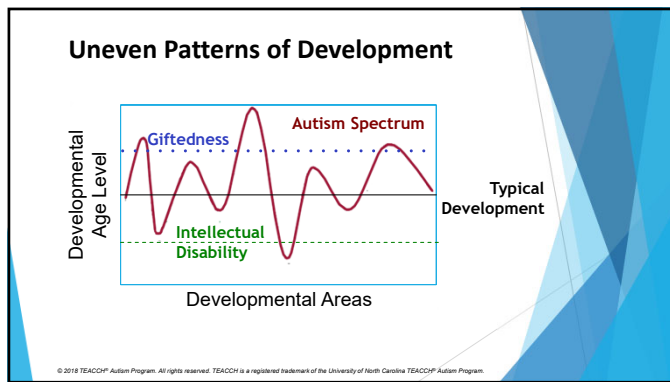 Uneven Patterns of Development
Giftedness
Autism Spectrum
Developmental
Age Level
Typical
Development
Intellectual
Disability
Developmental Areas
© 2018 TEACCH® Autism Program. All rights reserved. TEACCH is a registered trademark of the University of North Carolina TEACCH® Autism Program.